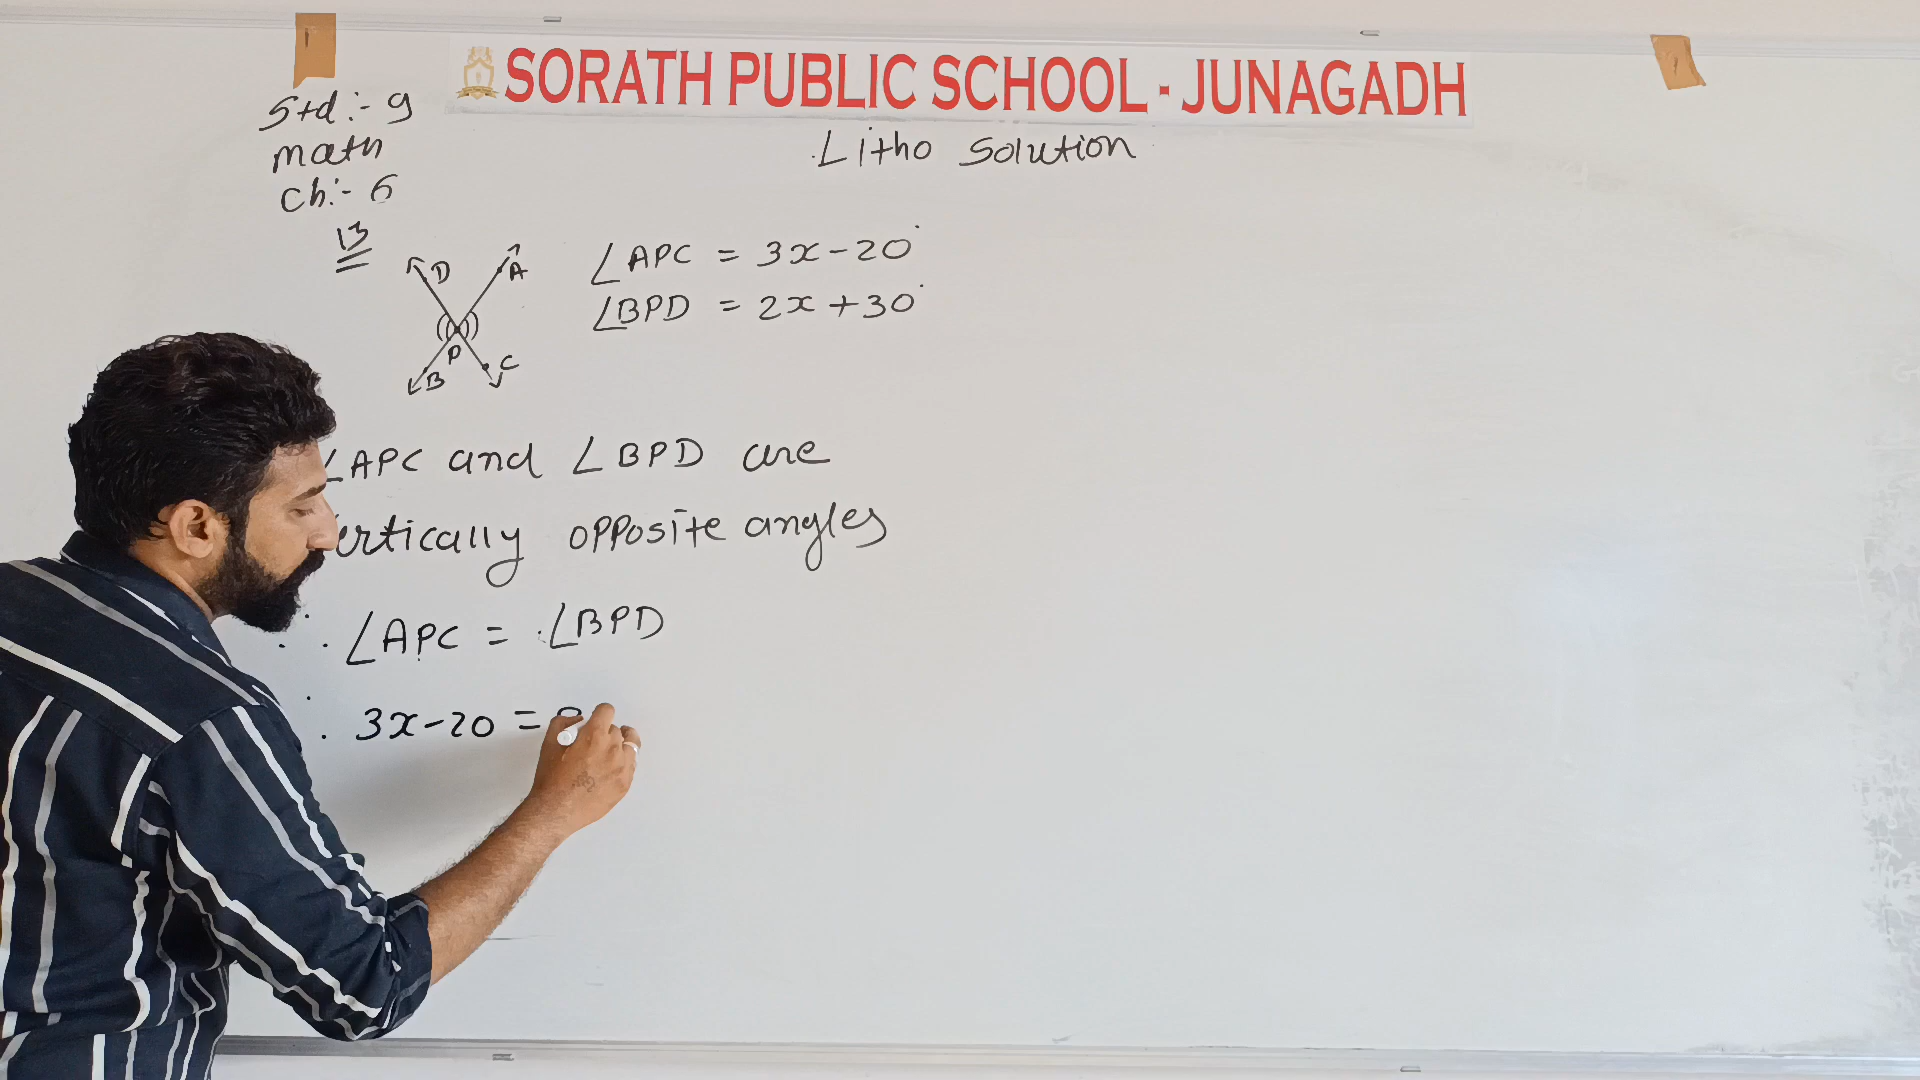 SORATH PUBLIC SCHOOL - JUNAGADH
Std:- 9
math
Ch:- 6
Litho Solution
13
D
A
P
B
C
∠APC = 3x-20°
∠BPD = 2x+30°
∠APC and ∠BPD are
ertically opposite angles
∴ ∠APC = ∠BPD
∴ 3x-20 =